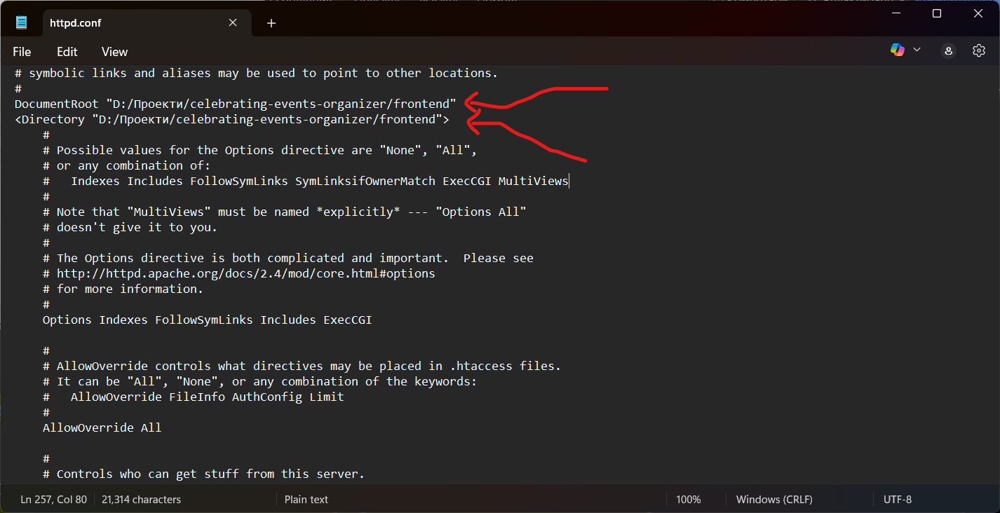 httpd.conf
File Edit View
# symbolic links and aliases may be used to point to other locations.
#
DocumentRoot "D:/Проекти/celebrating-events-organizer/frontend"
<Directory "D:/Проекти/celebrating-events-organizer/frontend">
    #
    # Possible values for the Options directive are "None", "All",
    # or any combination of:
    #   Indexes Includes FollowSymLinks SymLinksifOwnerMatch ExecCGI MultiViews
    #
    # Note that "MultiViews" must be named *explicitly* --- "Options All"
    # doesn't give it to you.
    #
    # The Options directive is both complicated and important.  Please see
    # http://httpd.apache.org/docs/2.4/mod/core.html#options
    # for more information.
    #
    Options Indexes FollowSymLinks Includes ExecCGI

    #
    # AllowOverride controls what directives may be placed in .htaccess files.
    # It can be "All", "None", or any combination of the keywords:
    #   AllowOverride FileInfo AuthConfig Limit
    #
    AllowOverride All

    #
    # Controls who can get stuff from this server.
Ln 257, Col 80 21,314 characters Plain text 100% Windows (CRLF) UTF-8